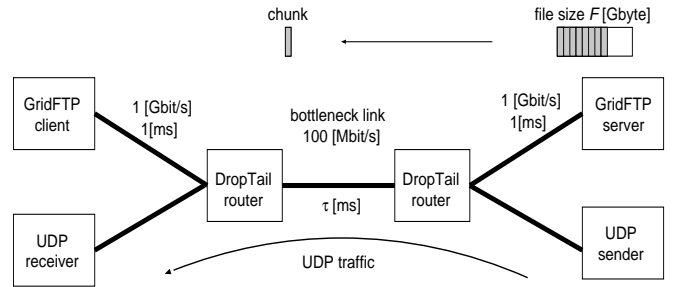 chunk
file size F [Gbyte]
GridFTP
client
1 [Gbit/s]
1[ms]
bottleneck link
100 [Mbit/s]
1 [Gbit/s]
1[ms]
GridFTP
server
DropTail
router
τ [ms]
DropTail
router
UDP
receiver
UDP traffic
UDP
sender